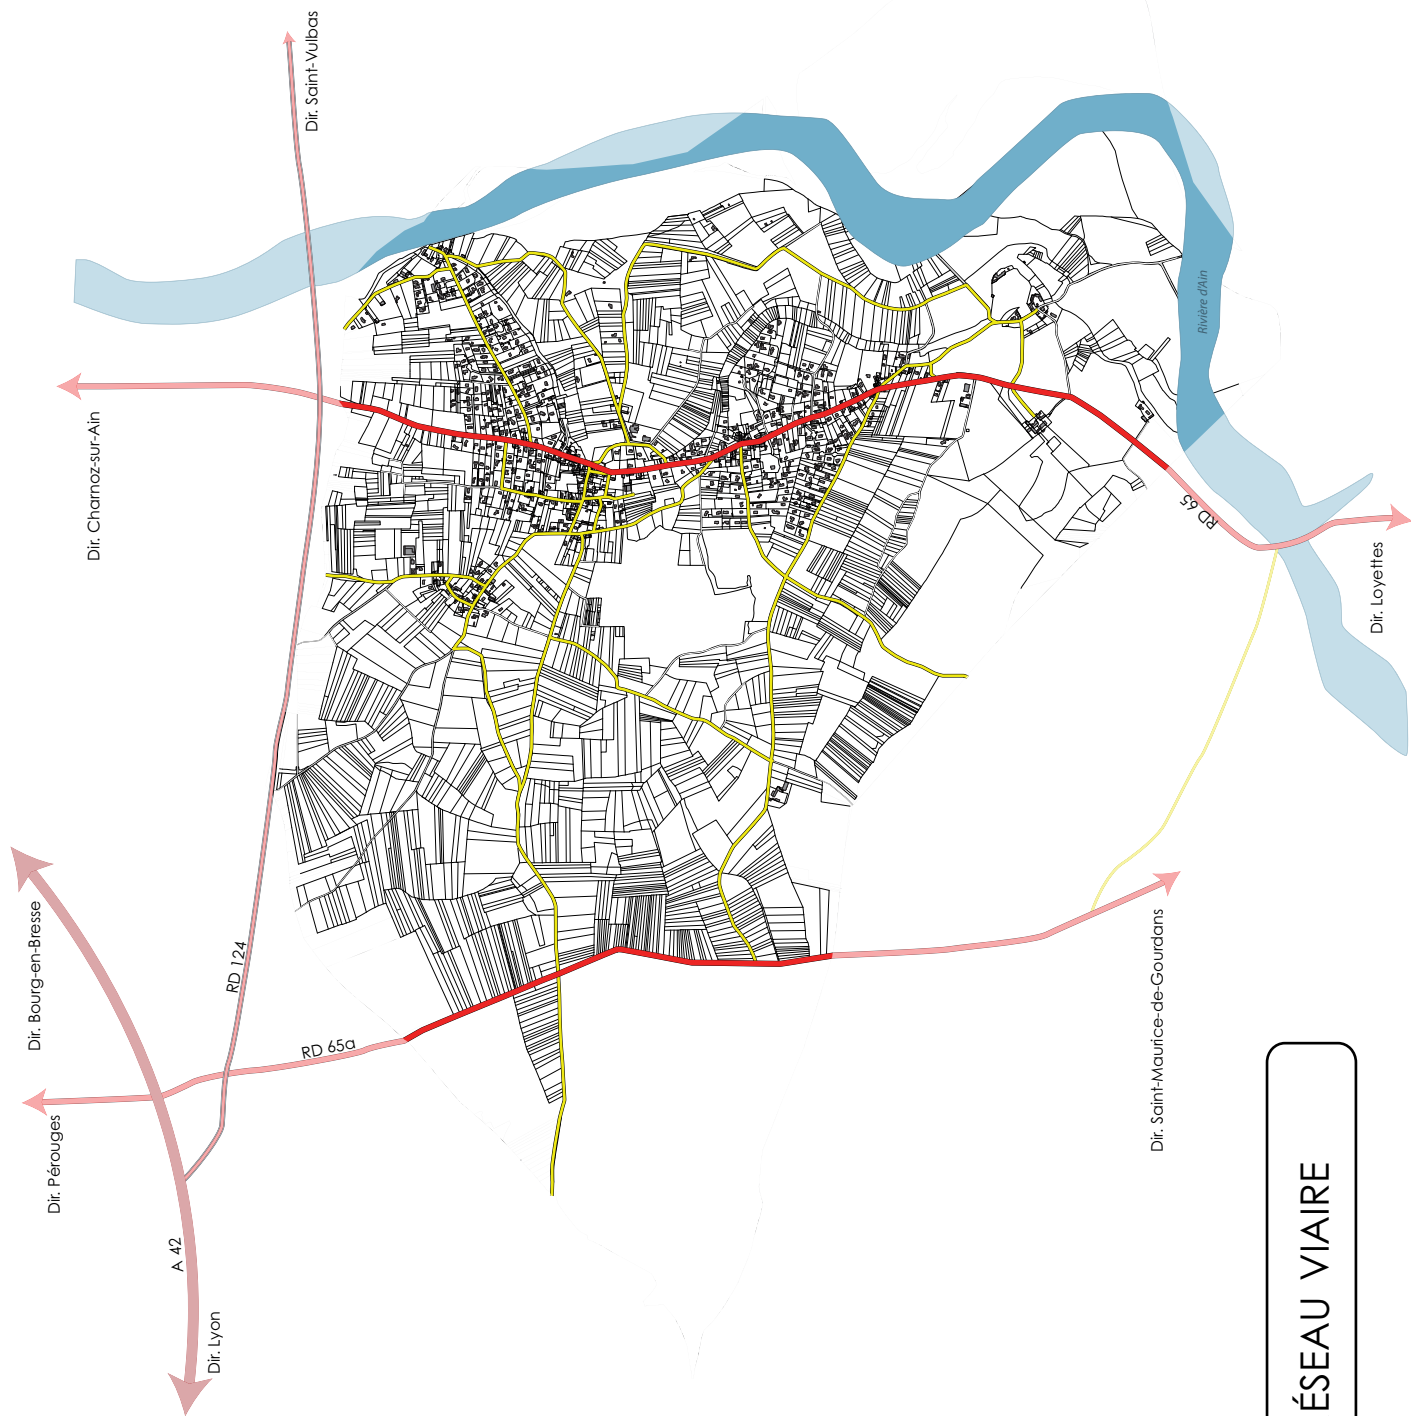 Dir. Saint-Vulbas
Dir. Charnoz-sur-Ain
Rivière d'Ain
RD 65
Dir. Loyettes
Dir. Bourg-en-Bresse
RD 124
RD 65a
Dir. Pérouges
A 42
Dir. Lyon
Dir. Saint-Maurice-de-Gourdans
ÉSEAU VIAIRE